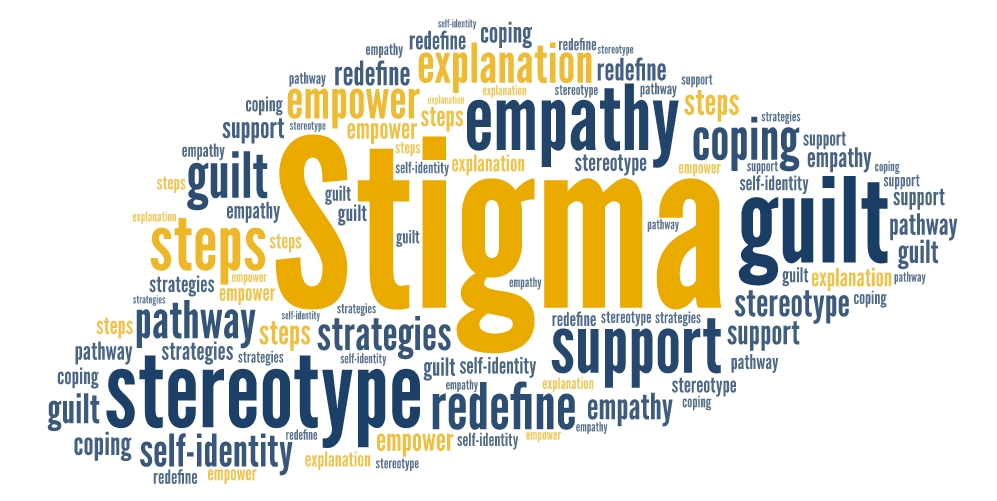 self-identity
redefine
coping
empathy
redefine
stereotype
explanation
redefine
redefine
pathway
support
explanation
stereotype
pathway
empower
explanation
empathy
steps
coping
steps
strategies
support
stereotype
empower
coping
support
empathy
steps
empathy
guilt
self-identity
explanation
stereotype
support
empower
coping
steps
guilt
self-identity
support
support
Stigma
guilt
empathy
guilt
explanation
pathway
pathway
steps
steps
guilt
guilt
empower
empathy
guilt
explanation
pathway
strategies
empower
strategies
stereotype
coping
pathway
self-identity
strategies
redefine
stereotype
strategies
steps
steps
strategies
support
support
pathway
strategies
strategies
self-identity
guilt
self-identity
pathway
coping
stereotype
empathy
explanation
stereotype
guilt
redefine
empathy
coping
empathy
coping
self-identity
redefine
empower
self-identity
empower
explanation
stereotype
redefine
empower